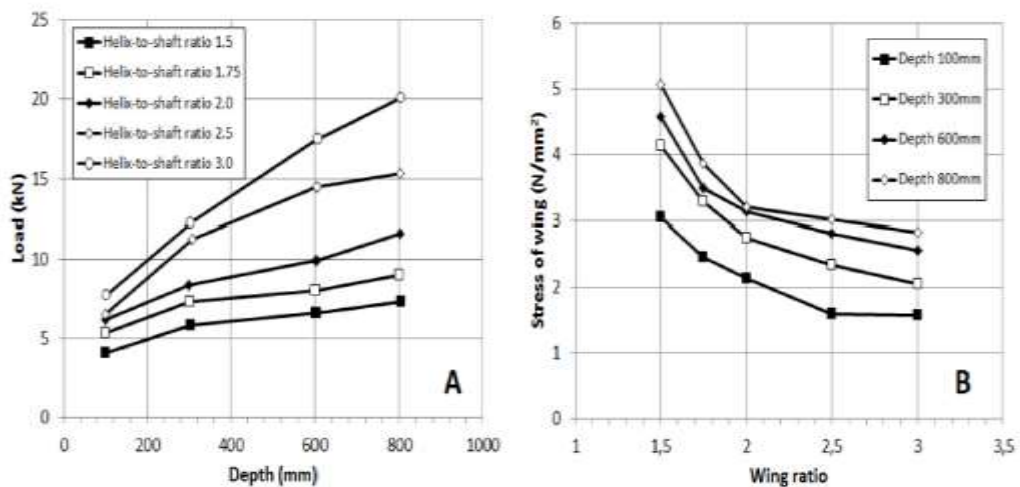 25
20
15
10
5
0
Load (kN)
Helix-to-shaft ratio 1.5
Helix-to-shaft ratio 1.75
Helix-to-shaft ratio 2.0
Helix-to-shaft ratio 2.5
Helix-to-shaft ratio 3.0
A
0 200 400 600 800 1000
Depth (mm)
6
5
4
3
2
1
0
Stress of wing (N/mm²)
Depth 100mm
Depth 300mm
Depth 600mm
Depth 800mm
B
1 1,5 2 2,5 3 3,5
Wing ratio